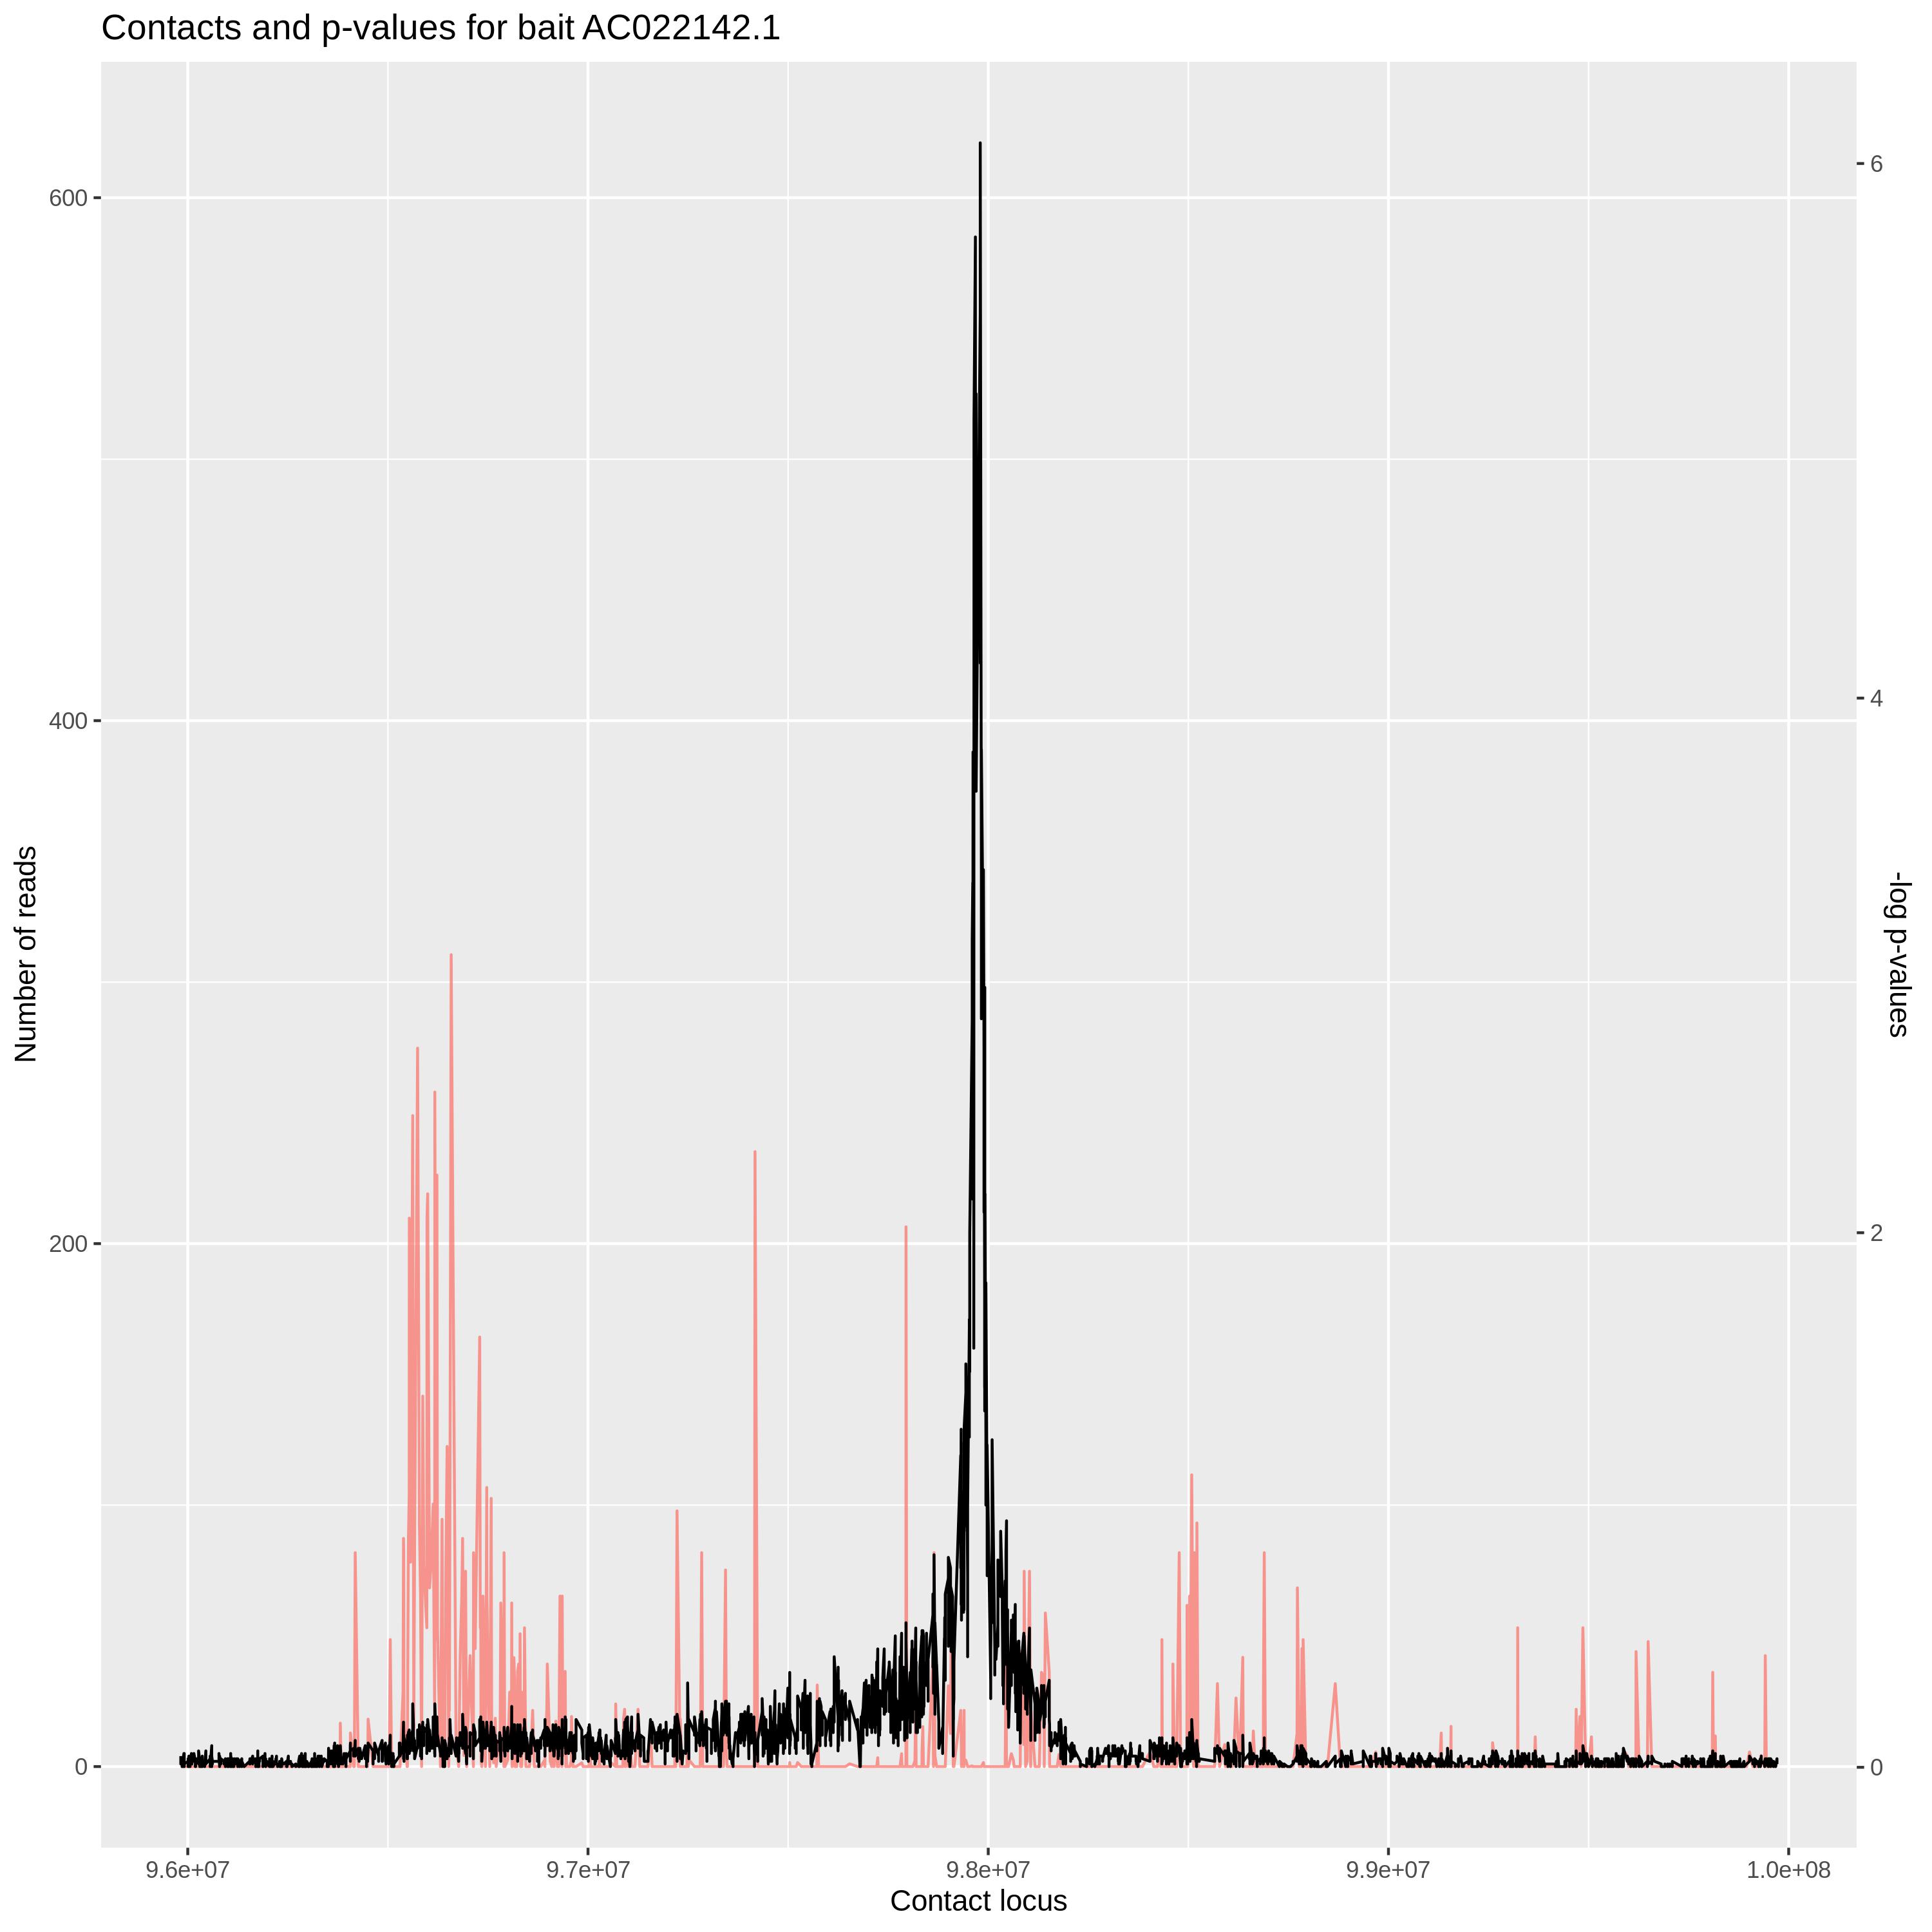 Contacts and p-values for bait AC022142.1
600
400
200
0
Number of reads
6
4
2
0
-log p-values
9.6e+07 9.7e+07 9.8e+07 9.9e+07 1.0e+08
Contact locus